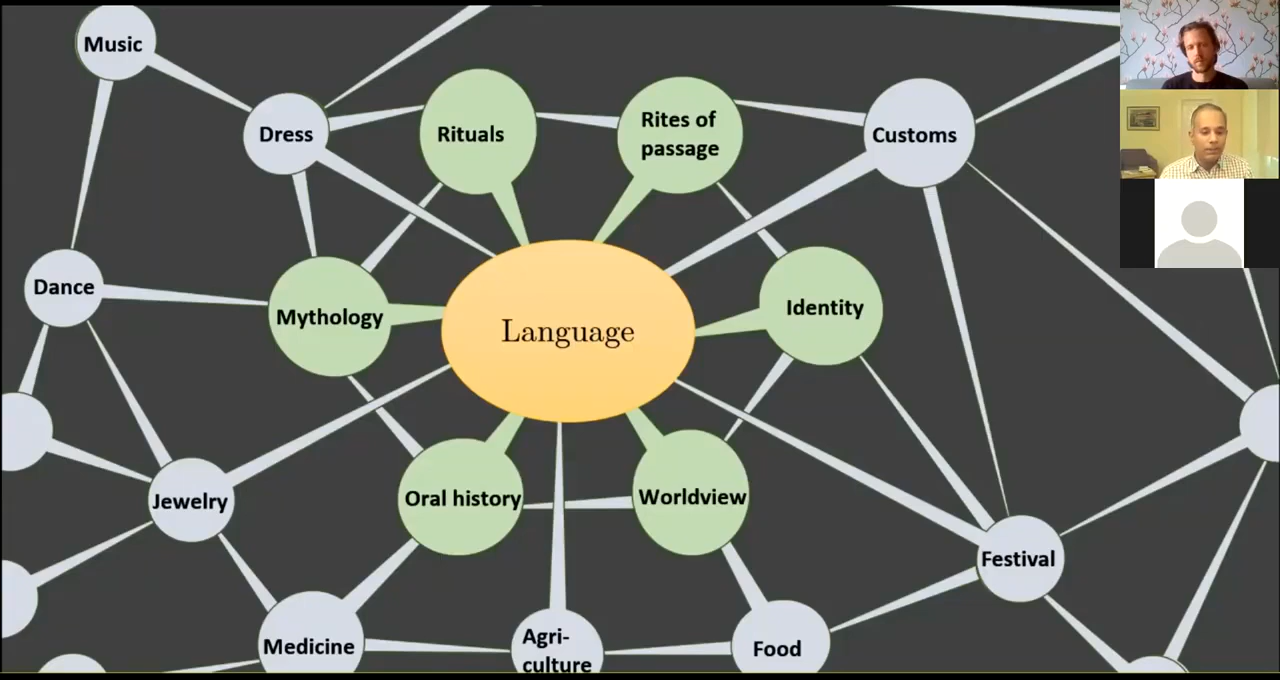 Music
Dress
Rituals
Rites of
passage
Customs
Dance
Mythology
Language
Identity
Jewelry
Oral history
Worldview
Festival
Medicine
Agri-
culture
Food